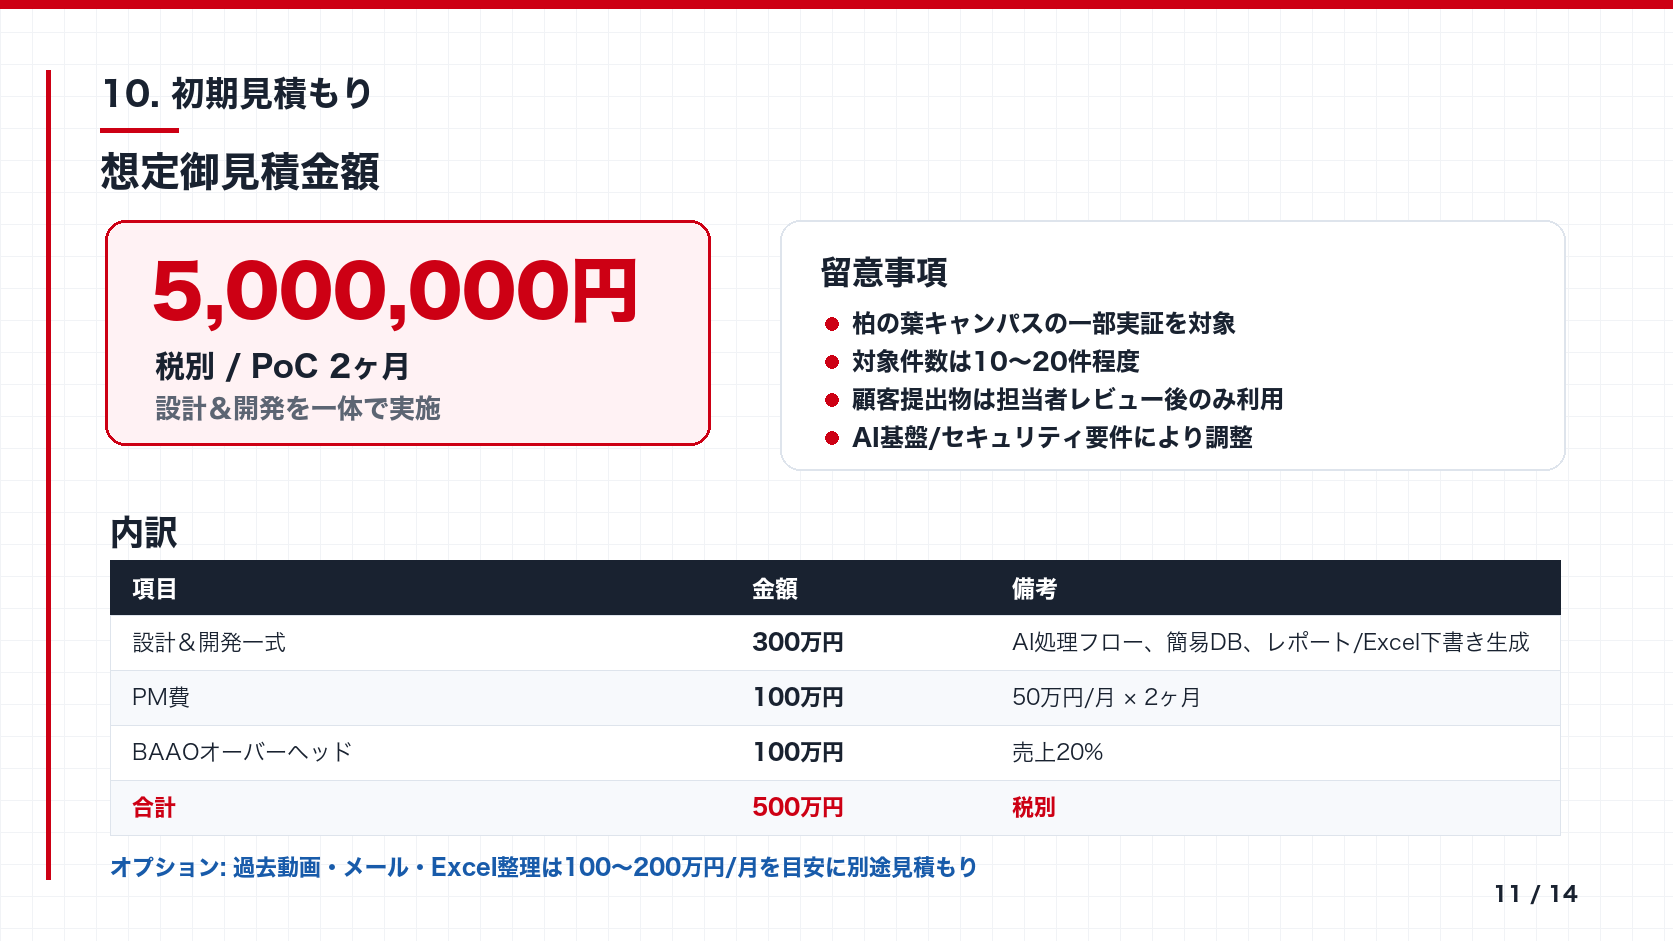 10. 初期見積もり
想定御見積金額
5,000,000円
税別 / PoC 2ヶ月
設計＆開発を一体で実施
留意事項
柏の葉キャンパスの一部実証を対象
対象件数は10〜20件程度
顧客提出物は担当者レビュー後のみ利用
AI基盤/セキュリティ要件により調整
内訳
項目 金額 備考
設計＆開発一式 300万円 AI処理フロー、簡易DB、レポート/Excel下書き生成
PM費 100万円 50万円/月 × 2ヶ月
BAAOオーバーヘッド 100万円 売上20%
合計 500万円 税別
オプション: 過去動画・メール・Excel整理は100〜200万円/月を目安に別途見積もり
11 / 14